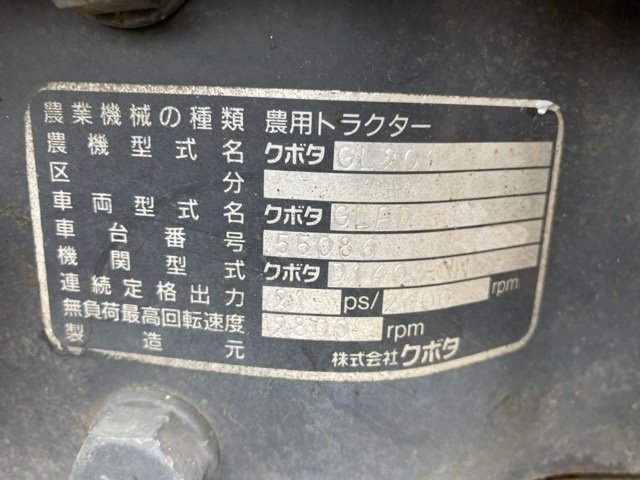 農業機械の種類 農用トラクター
農機型式名 クボタ GL201
区分
車両型式名 クボタ
車台番号 55086
機関型式 クボタ
連続定格出力 ps/ rpm
無負荷最高回転速度 2800 rpm
製造元 株式会社クボタ